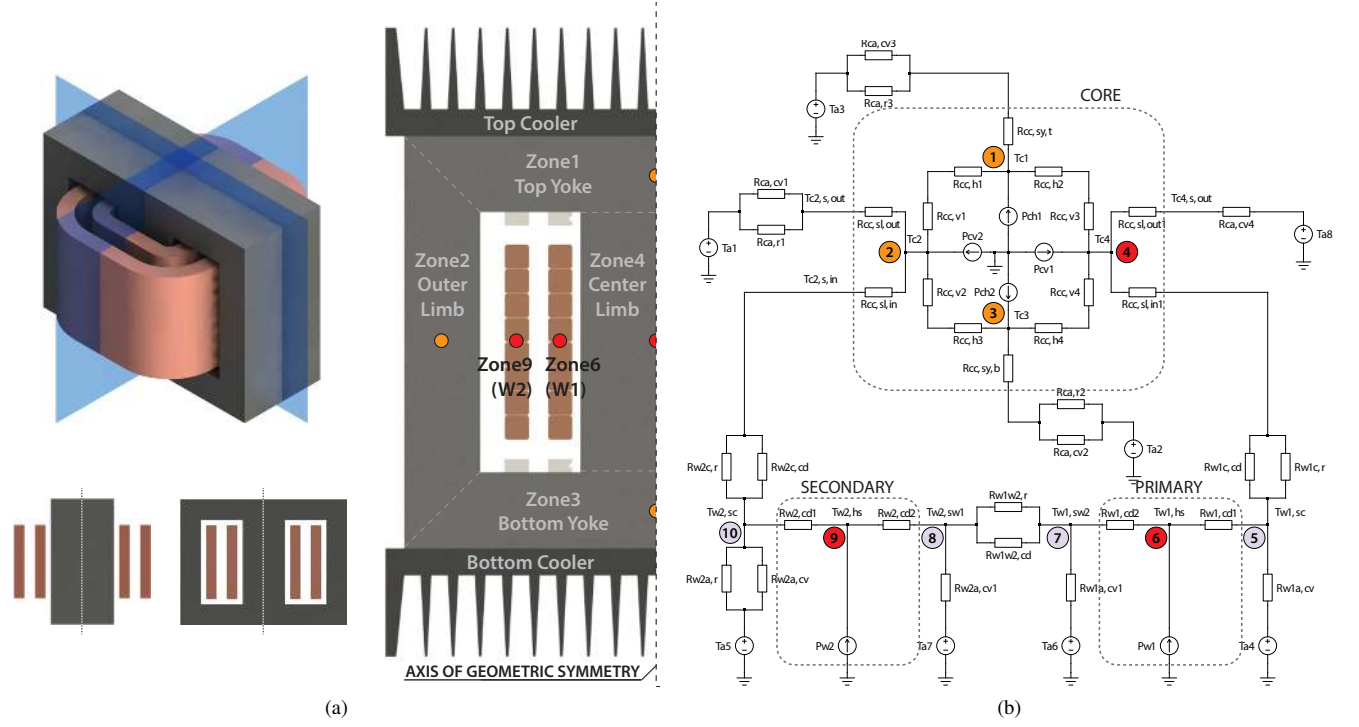 Top Cooler
Zone1
Top Yoke
Zone2
Outer
Limb
Zone4
Center
Limb
Zone9
(W2)
Zone6
(W1)
Zone3
Bottom Yoke
Bottom Cooler
AXIS OF GEOMETRIC SYMMETRY
(a)
Rca, cv3
Rca, r3
Ta3
CORE
Rcc, sy, t
1
Tc1
Rcc, h1
Rcc, h2
Rca, cv1
Rca, r1
Ta1
Tc2, s, out
Rcc, sl, out
Rcc, v1
Pch1
Rcc, v3
Tc4, s, out
Rcc, sl, out1
Rca, cv4
Ta8
Tc2
2
Pcv2
Pcv1
Tc4
4
Tc2, s, in
Rcc, sl, in
Rcc, v2
Pch2
Rcc, v4
Rcc, sl, in1
3
Tc3
Rcc, h3
Rcc, h4
Rcc, sy, b
Rca, r2
Rca, cv2
Ta2
Rw2c, r
Rw2c, cd
Rw1c, cd
Rw1c, r
SECONDARY
PRIMARY
Rw1w2, r
Tw2, sc
Rw2, cd1
Tw2, hs
Rw2, cd2
Tw2, sw1
Tw1, sw2
Rw1, cd2
Tw1, hs
Rw1, cd1
Tw1, sc
10
9
8
7
6
5
Rw1w2, cd
Rw2a, r
Rw2a, cv
Rw2a, cv1
Rw1a, cv1
Rw1a, cv
Ta5
Pw2
Ta7
Ta6
Pw1
Ta4
(b)